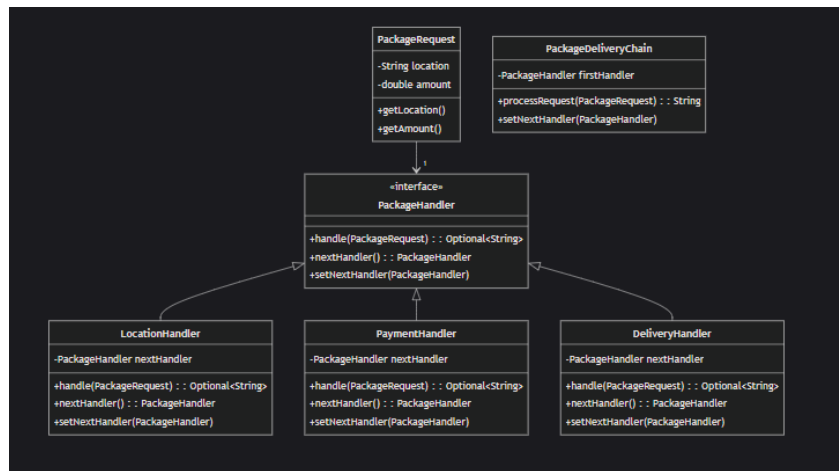 PackageRequest
-String location
-double amount
+getLocation()
+getAmount()
PackageDeliveryChain
-PackageHandler firstHandler
+processRequest(PackageRequest) : : String
+setNextHandler(PackageHandler)
1
«interface»
PackageHandler
+handle(PackageRequest) : : Optional<String>
+nextHandler() : : PackageHandler
+setNextHandler(PackageHandler)
LocationHandler
-PackageHandler nextHandler
+handle(PackageRequest) : : Optional<String>
+nextHandler() : : PackageHandler
+setNextHandler(PackageHandler)
PaymentHandler
-PackageHandler nextHandler
+handle(PackageRequest) : : Optional<String>
+nextHandler() : : PackageHandler
+setNextHandler(PackageHandler)
DeliveryHandler
-PackageHandler nextHandler
+handle(PackageRequest) : : Optional<String>
+nextHandler() : : PackageHandler
+setNextHandler(PackageHandler)